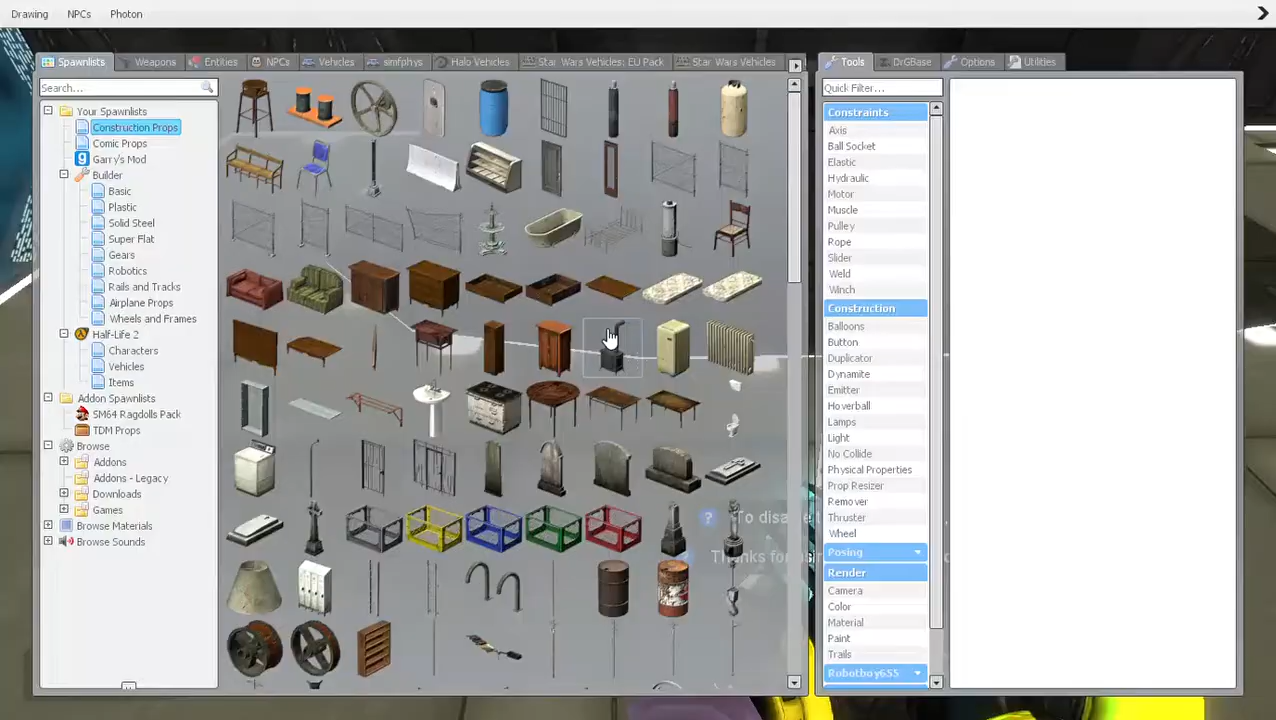 Drawing NPCs Photon
Spawnlists Weapons Entities NPCs Vehicles simfphys Halo Vehicles Star Wars Vehicles: EU Pack Star Wars Vehicles
Tools DrGBase Options Utilities
Search...
Your Spawnlists
Construction Props
Comic Props
Garry's Mod
Builder
Basic
Plastic
Solid Steel
Super Flat
Gears
Robotics
Rails and Tracks
Airplane Props
Wheels and Frames
Half-Life 2
Characters
Vehicles
Items
Addon Spawnlists
SM64 Ragdolls Pack
TDM Props
Browse
Addons
Addons - Legacy
Downloads
Games
Browse Materials
Browse Sounds
To disable t
Thanks for using
Quick Filter...
Constraints
Axis
Ball Socket
Elastic
Hydraulic
Motor
Muscle
Pulley
Rope
Slider
Weld
Winch
Construction
Balloons
Button
Duplicator
Dynamite
Emitter
Hoverball
Lamps
Light
No Collide
Physical Properties
Prop Resizer
Remover
Thruster
Wheel
Posing
Render
Camera
Color
Material
Paint
Trails
Robotboy655